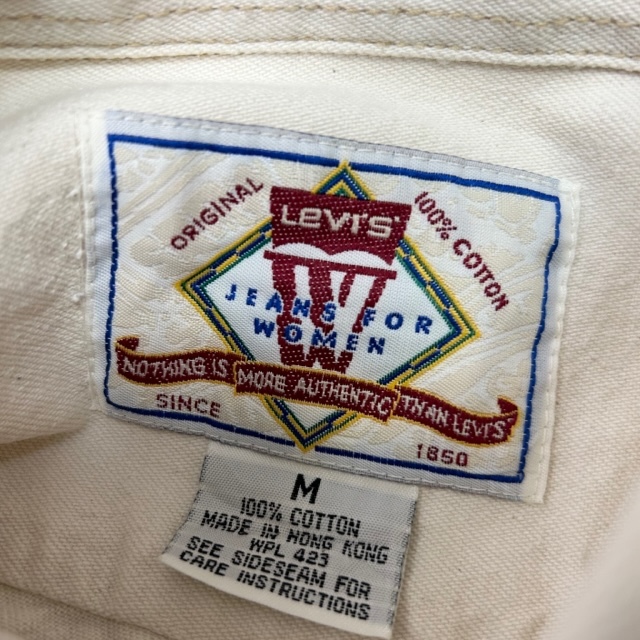 ORIGINAL
LEVI'S
100% COTTON
W
JEANS FOR
WOMEN
NOTHING IS MORE AUTHENTIC THAN LEVI'S
SINCE 1850
M
100% COTTON
MADE IN HONG KONG
WPL 423
SEE SIDESEAM FOR
CARE INSTRUCTIONS